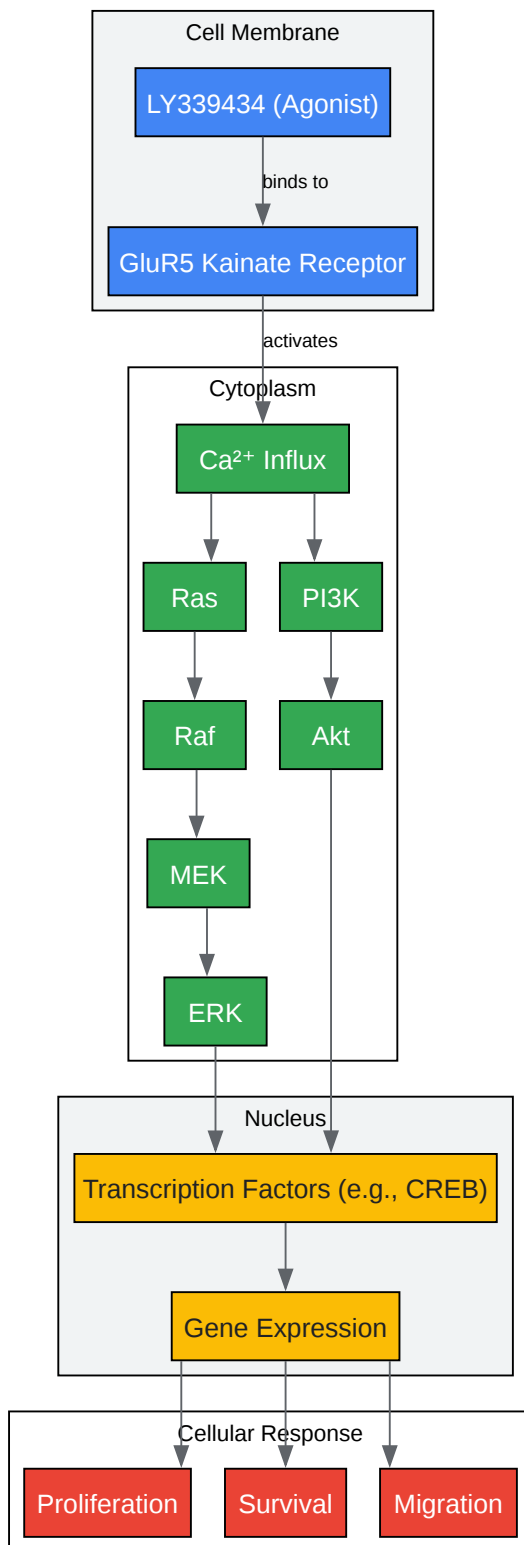 Cell Membrane
LY339434 (Agonist)
binds to
GluR5 Kainate Receptor
activates
Cytoplasm
Ca²⁺ Influx
Ras
PI3K
Raf
Akt
MEK
ERK
Nucleus
Transcription Factors (e.g., CREB)
Gene Expression
Cellular Response
Proliferation
Survival
Migration